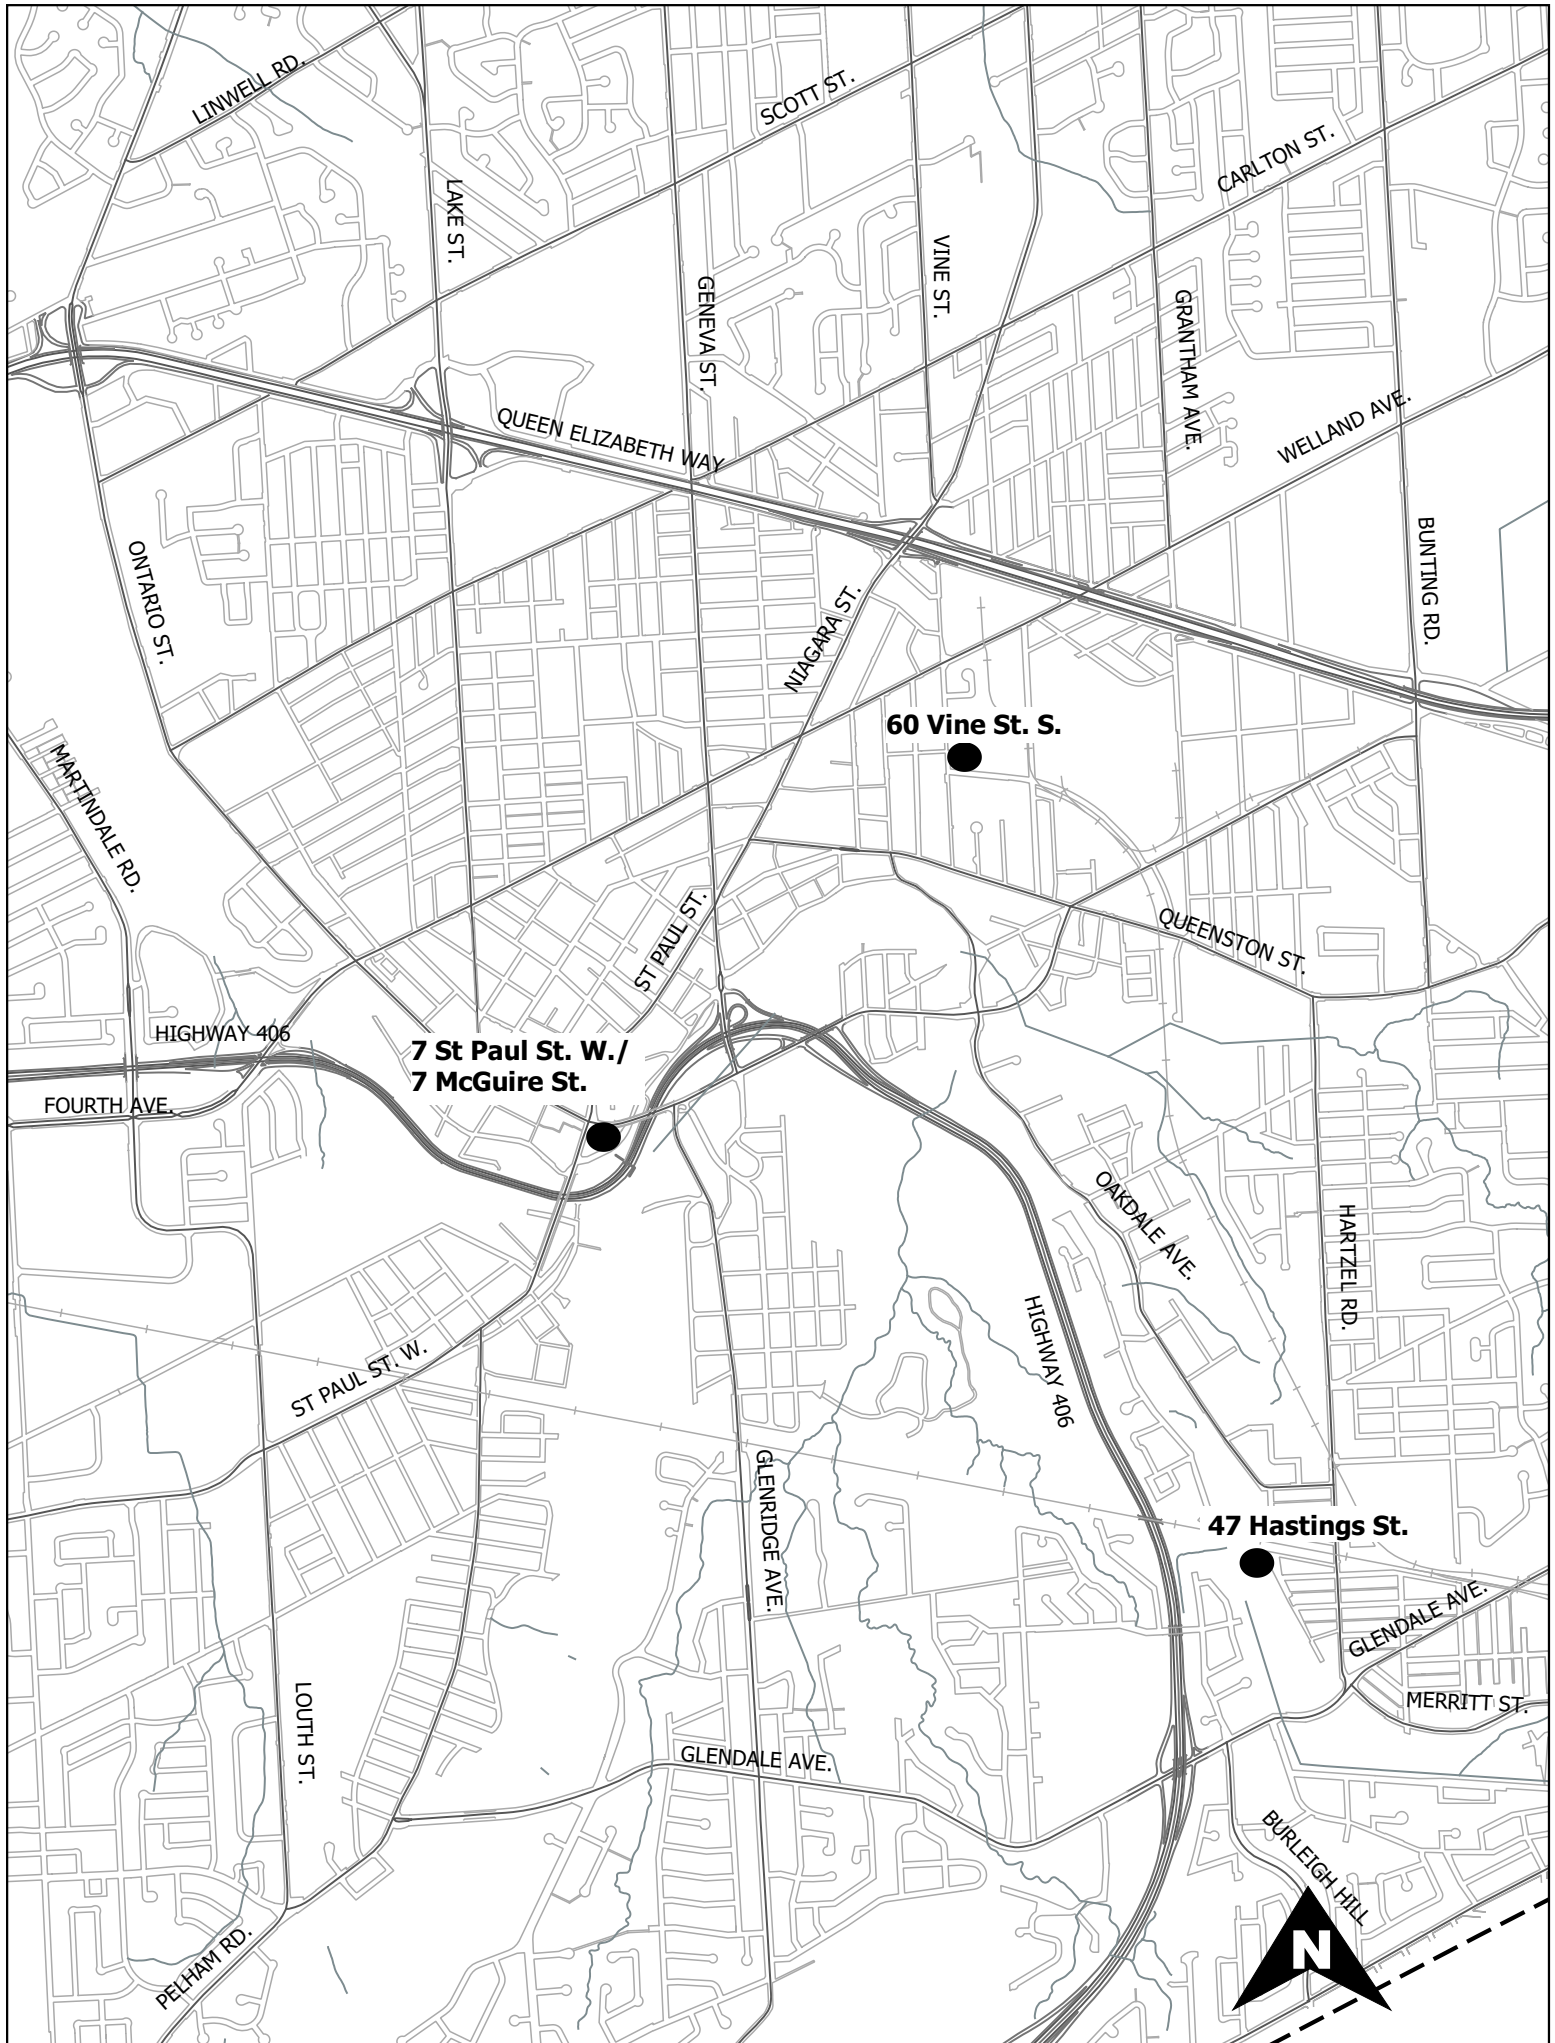 LINWELL RD.
SCOTT ST.
CARLTON ST.
LAKE ST.
VINE ST.
GENEVA ST.
GRANTHAM AVE.
QUEEN ELIZABETH WAY
WELLAND AVE.
BUNTING RD.
ONTARIO ST.
NIAGARA ST.
60 Vine St. S.
MARTINDALE RD.
ST PAUL ST.
QUEENSTON ST.
HIGHWAY 406
7 St Paul St. W./
7 McGuire St.
FOURTH AVE.
OAKDALE AVE.
HARTZEL RD.
HIGHWAY 406
ST PAUL ST. W.
GLENRIDGE AVE.
47 Hastings St.
GLENDALE AVE.
MERRITT ST.
LOUTH ST.
GLENDALE AVE.
BURLEIGH HILL
PELHAM RD.
N